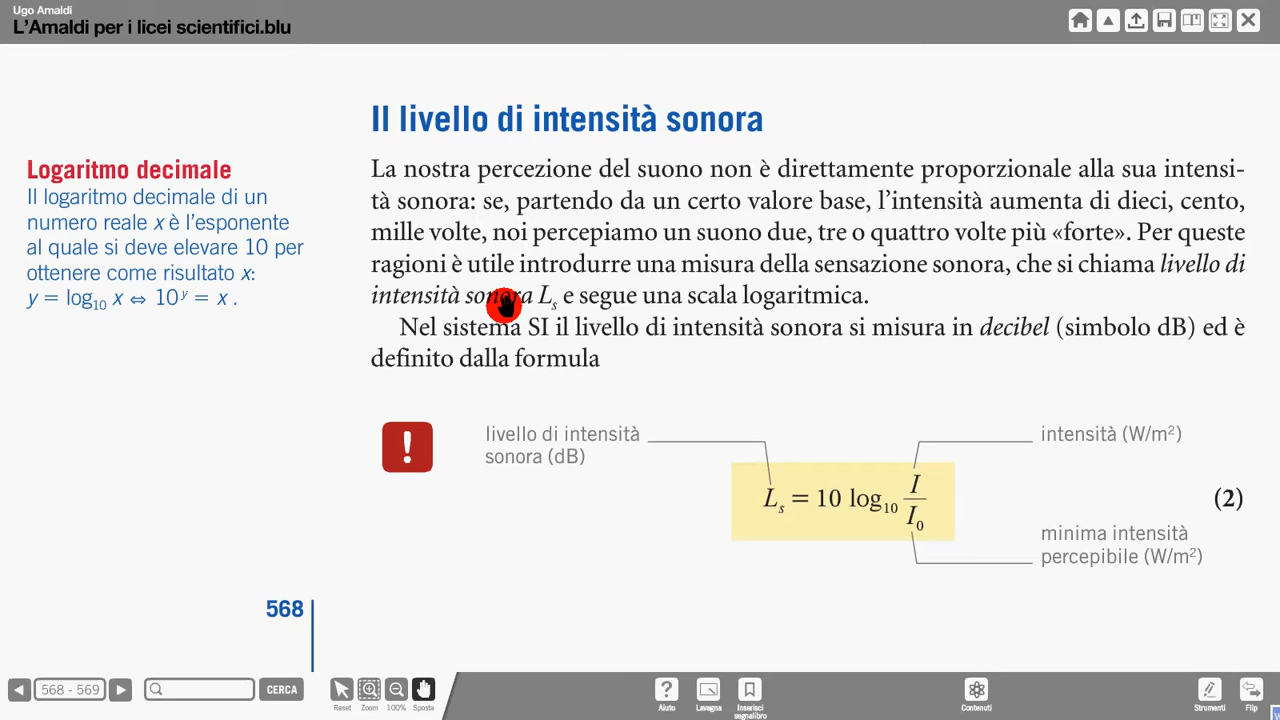 Ugo Amaldi
L'Amaldi per i licei scientifici.blu
Il livello di intensità sonora
Logaritmo decimale
Il logaritmo decimale di un
numero reale x è l'esponente
al quale si deve elevare 10 per
ottenere come risultato x:
y = log₁₀ x ⇔ 10ʸ = x .
La nostra percezione del suono non è direttamente proporzionale alla sua intensi-
tà sonora: se, partendo da un certo valore base, l'intensità aumenta di dieci, cento,
mille volte, noi percepiamo un suono due, tre o quattro volte più «forte». Per queste
ragioni è utile introdurre una misura della sensazione sonora, che si chiama livello di
intensità sonora Lₛ e segue una scala logaritmica.
Nel sistema SI il livello di intensità sonora si misura in decibel (simbolo dB) ed è
definito dalla formula
!
livello di intensità
sonora (dB)
intensità (W/m²)
Lₛ = 10 log₁₀ I/I₀
(2)
minima intensità
percepibile (W/m²)
568
568 - 569
CERCA
Reset
Zoom
100%
Sposta
Aiuto
Lavagna
Inserisci
segnalibro
Contenuti
Strumenti
Flip